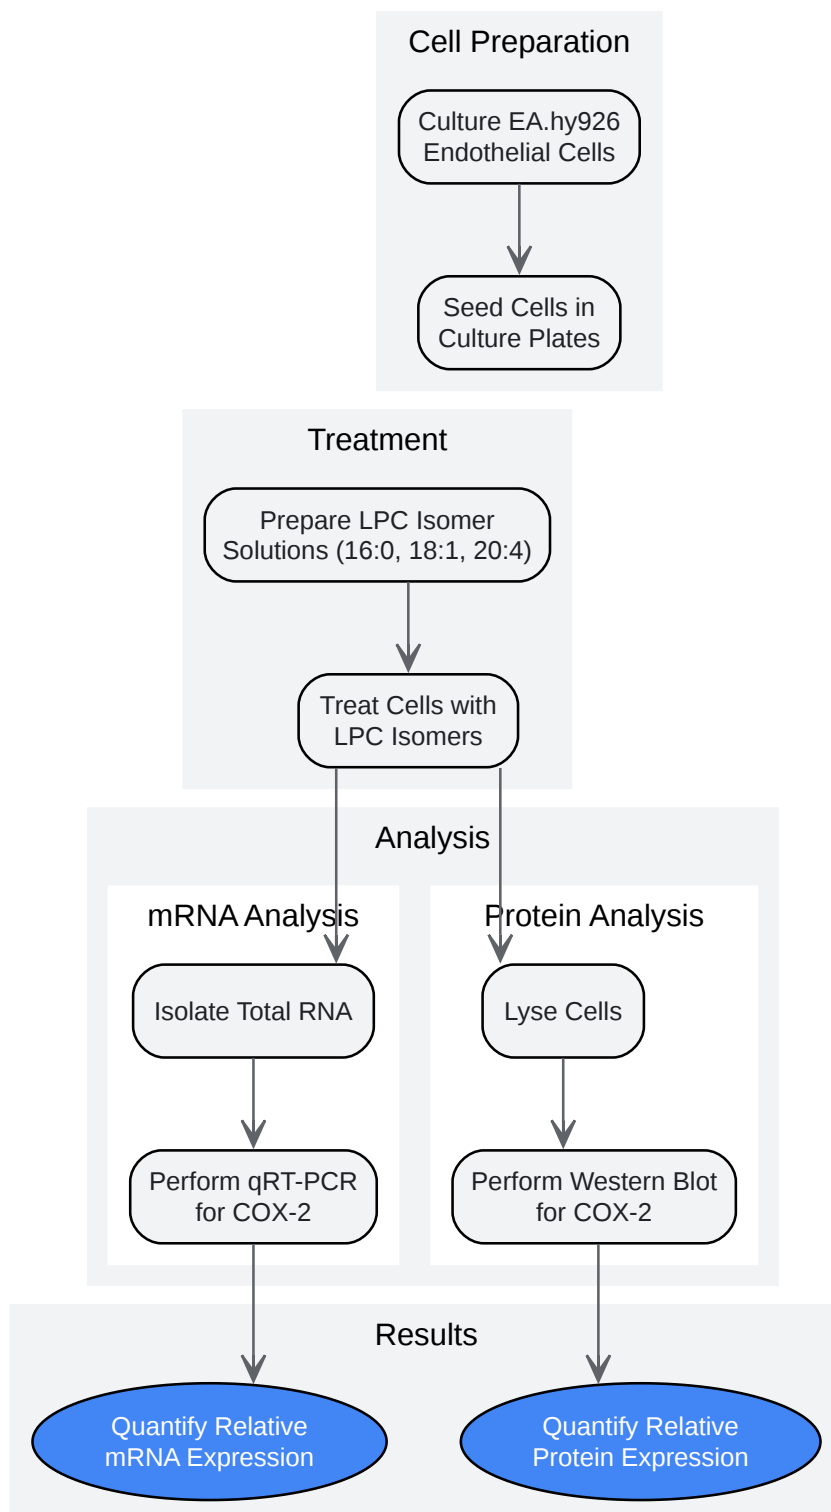 Cell Preparation
Culture EA.hy926
Endothelial Cells
Seed Cells in
Culture Plates
Treatment
Prepare LPC Isomer
Solutions (16:0, 18:1, 20:4)
Treat Cells with
LPC Isomers
Analysis
mRNA Analysis
Isolate Total RNA
Perform qRT-PCR
for COX-2
Protein Analysis
Lyse Cells
Perform Western Blot
for COX-2
Results
Quantify Relative
mRNA Expression
Quantify Relative
Protein Expression